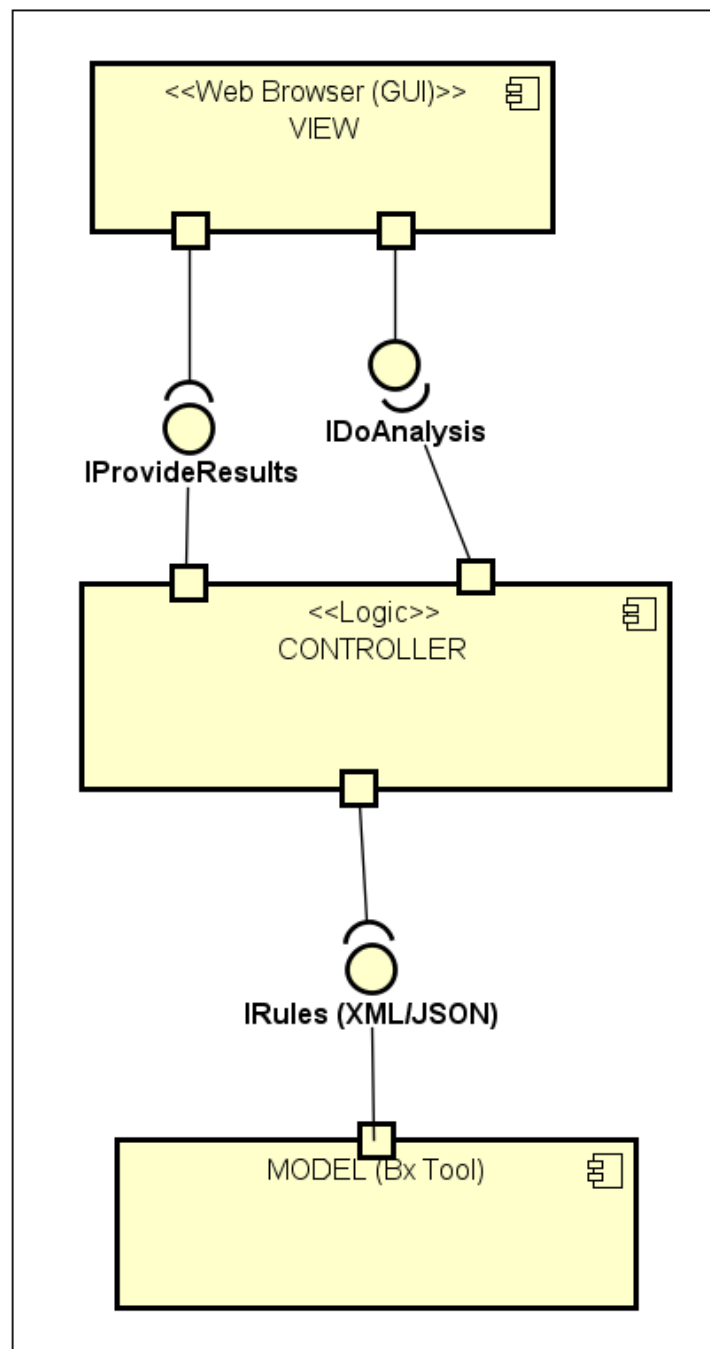 <<Web Browser (GUI)>>
VIEW
IDoAnalysis
IProvideResults
<<Logic>>
CONTROLLER
IRules (XML/JSON)
MODEL (Bx Tool)